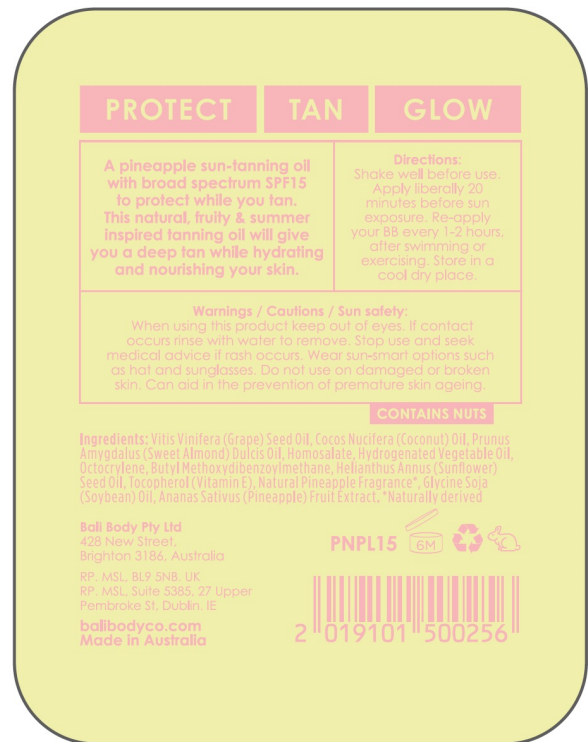 PROTECT TAN GLOW
A pineapple sun-tanning oil
with broad spectrum SPF15
to protect while you tan.
This natural, fruity & summer
inspired tanning oil will give
you a deep tan while hydrating
and nourishing your skin.
Directions:
Shake well before use.
Apply liberally 20
minutes before sun
exposure. Re-apply
your BB every 1-2 hours,
after swimming or
exercising. Store in a
cool dry place.
Warnings / Cautions / Sun safety:
When using this product keep out of eyes. If contact
occurs rinse with water to remove. Stop use and seek
medical advice if rash occurs. Wear sun-smart options such
as hat and sunglasses. Do not use on damaged or broken
skin. Can aid in the prevention of premature skin ageing.
CONTAINS NUTS
Ingredients: Vitis Vinifera (Grape) Seed Oil, Cocos Nucifera (Coconut) Oil, Prunus
Amygdalus (Sweet Almond) Dulcis Oil, Homosalate, Hydrogenated Vegetable Oil,
Octocrylene, Butyl Methoxydibenzoylmethane, Helianthus Annus (Sunflower)
Seed Oil, Tocopherol (Vitamin E), Natural Pineapple Fragrance*, Glycine Soja
(Soybean) Oil, Ananas Sativus (Pineapple) Fruit Extract. *Naturally derived
Bali Body Pty Ltd
428 New Street,
Brighton 3186, Australia
RP. MSL, BL9 5NB. UK
RP. MSL, Suite 5385, 27 Upper
Pembroke St, Dublin. IE
balibodyco.com
Made in Australia
PNPL15 6M
2 019101 500256